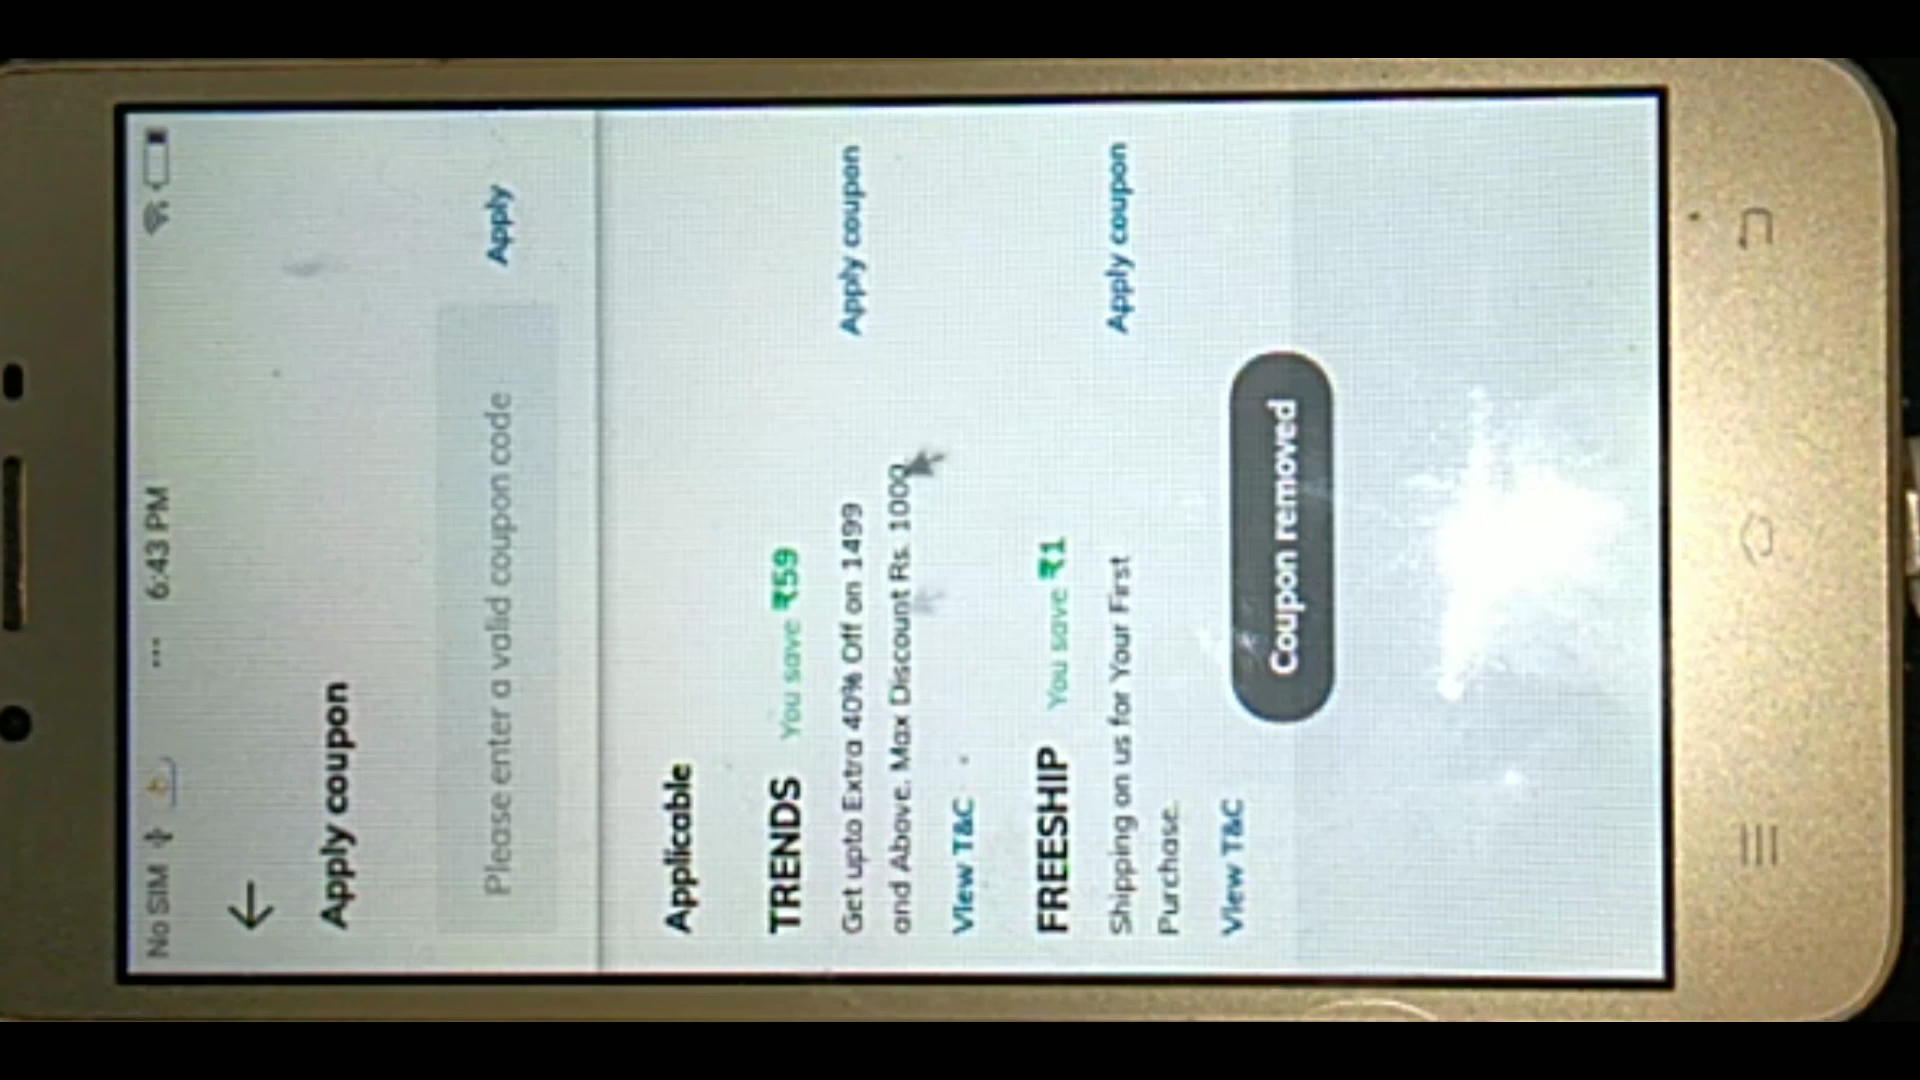 No SIM ... 6:43 PM
Apply coupon
Please enter a valid coupon code Apply
Applicable
TRENDS You save ₹59
Get upto Extra 40% Off on 1499 Apply coupon
and Above. Max Discount Rs. 1000
View T&C
FREESHIP You save ₹1
Shipping on us for Your First Apply coupon
Purchase.
View T&C
Coupon removed